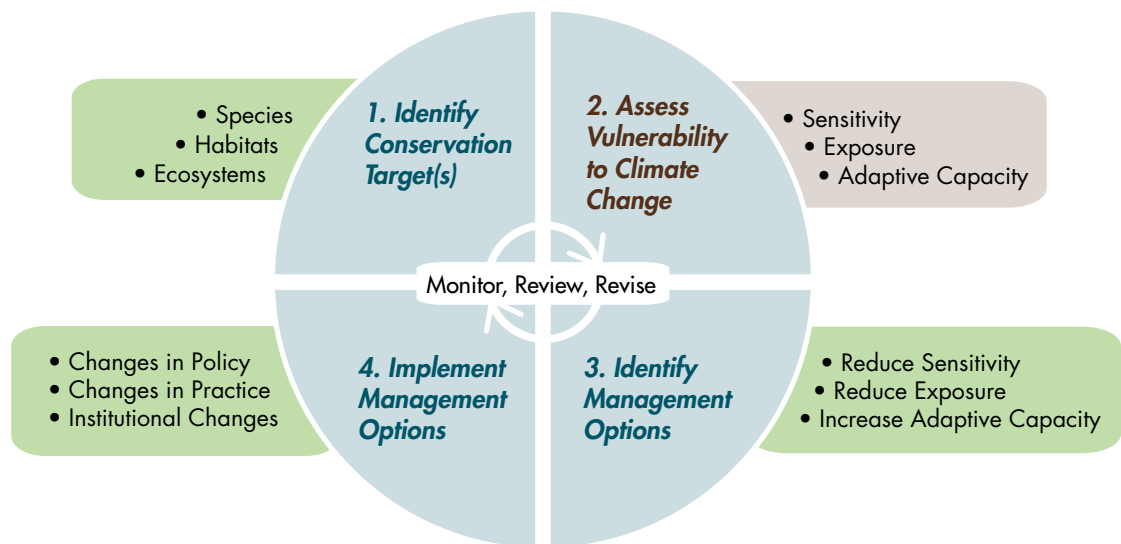 • Species
• Habitats
• Ecosystems
1. Identify
Conservation
Target(s)
2. Assess
Vulnerability
to Climate
Change
• Sensitivity
• Exposure
• Adaptive Capacity
Monitor, Review, Revise
• Changes in Policy
• Changes in Practice
• Institutional Changes
4. Implement
Management
Options
3. Identify
Management
Options
• Reduce Sensitivity
• Reduce Exposure
• Increase Adaptive Capacity